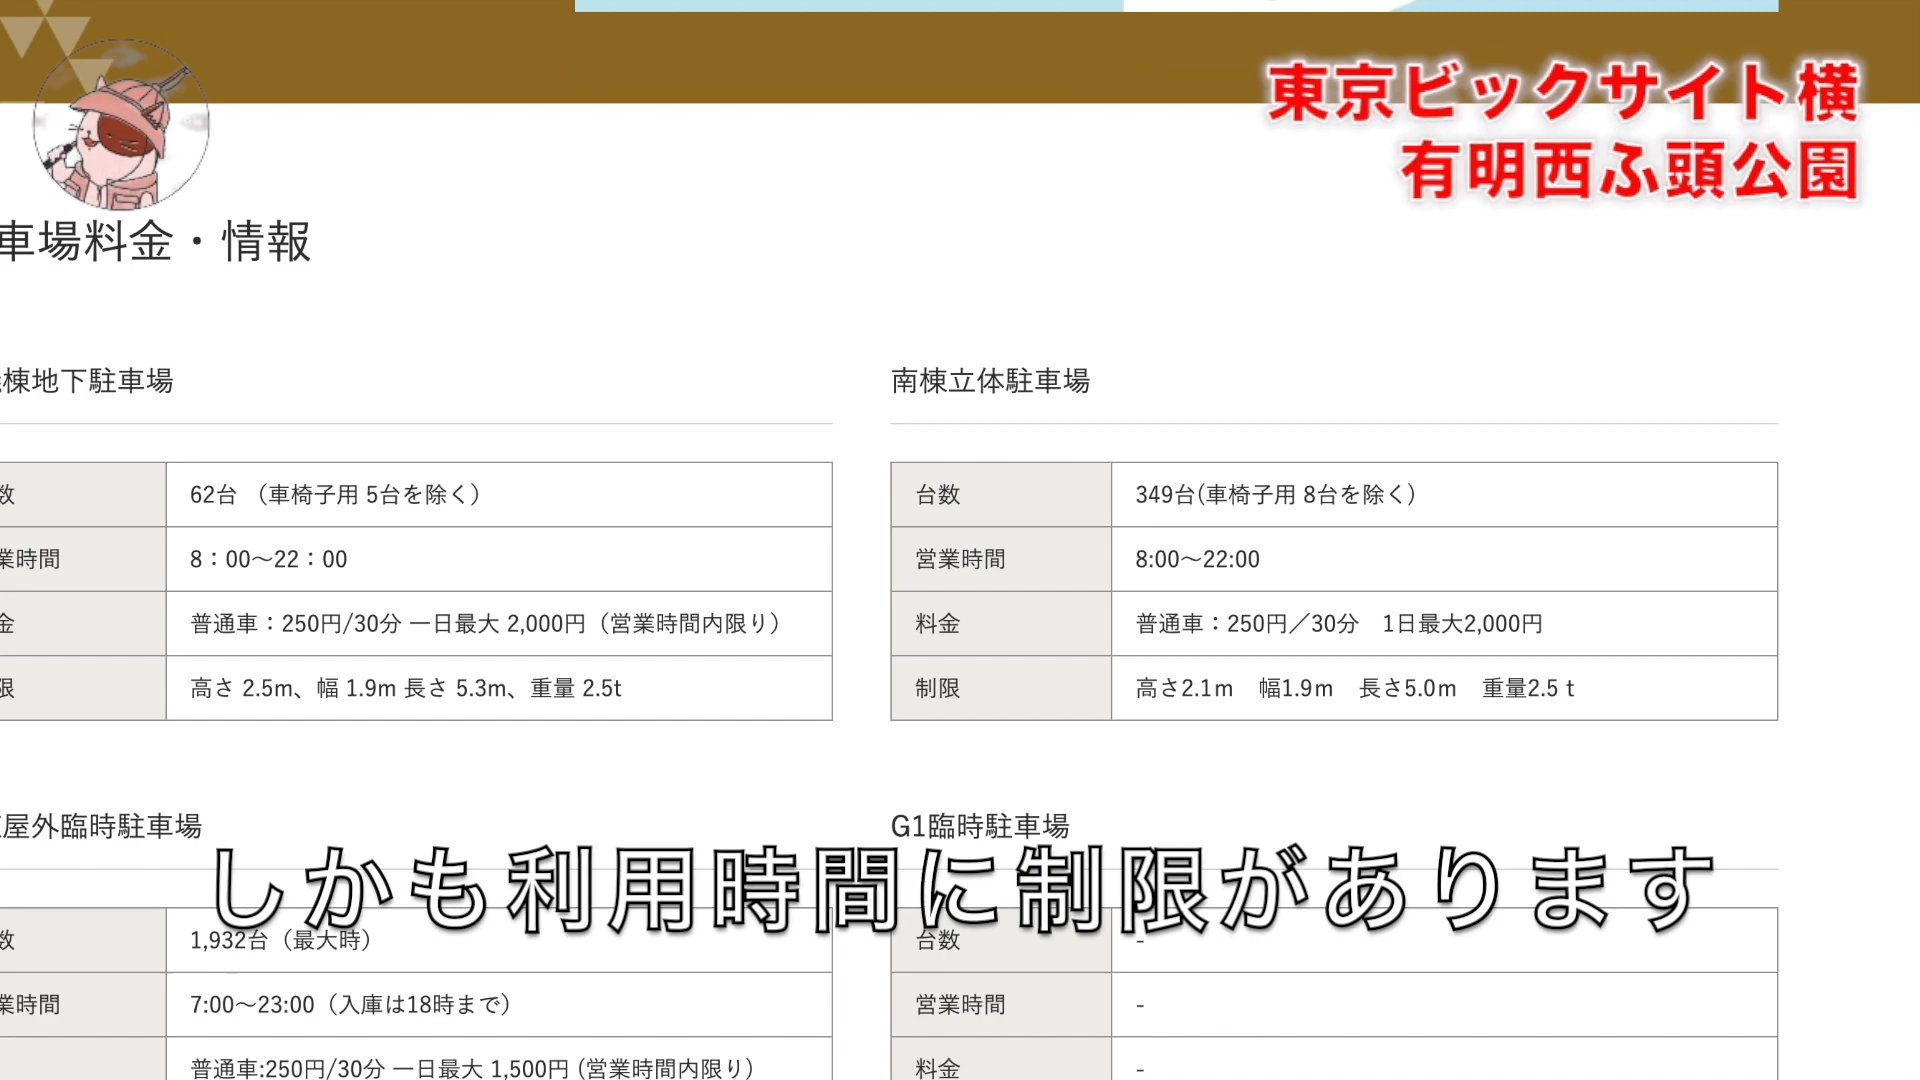 東京ビックサイト横
有明西ふ頭公園
車場料金・情報
棟地下駐車場
数 62台 （車椅子用 5台を除く）
業時間 8：00〜22：00
金 普通車：250円/30分 一日最大 2,000円（営業時間内限り）
限 高さ 2.5m、幅 1.9m 長さ 5.3m、重量 2.5t
南棟立体駐車場
台数 349台(車椅子用 8台を除く）
営業時間 8:00〜22:00
料金 普通車：250円／30分　1日最大2,000円
制限 高さ2.1m　幅1.9m　長さ5.0m　重量2.5 t
屋外臨時駐車場
数 1,932台（最大時）
業時間 7:00〜23:00（入庫は18時まで）
普通車:250円/30分 一日最大 1,500円 (営業時間内限り）
G1臨時駐車場
台数 -
営業時間 -
料金 -
しかも利用時間に制限があります